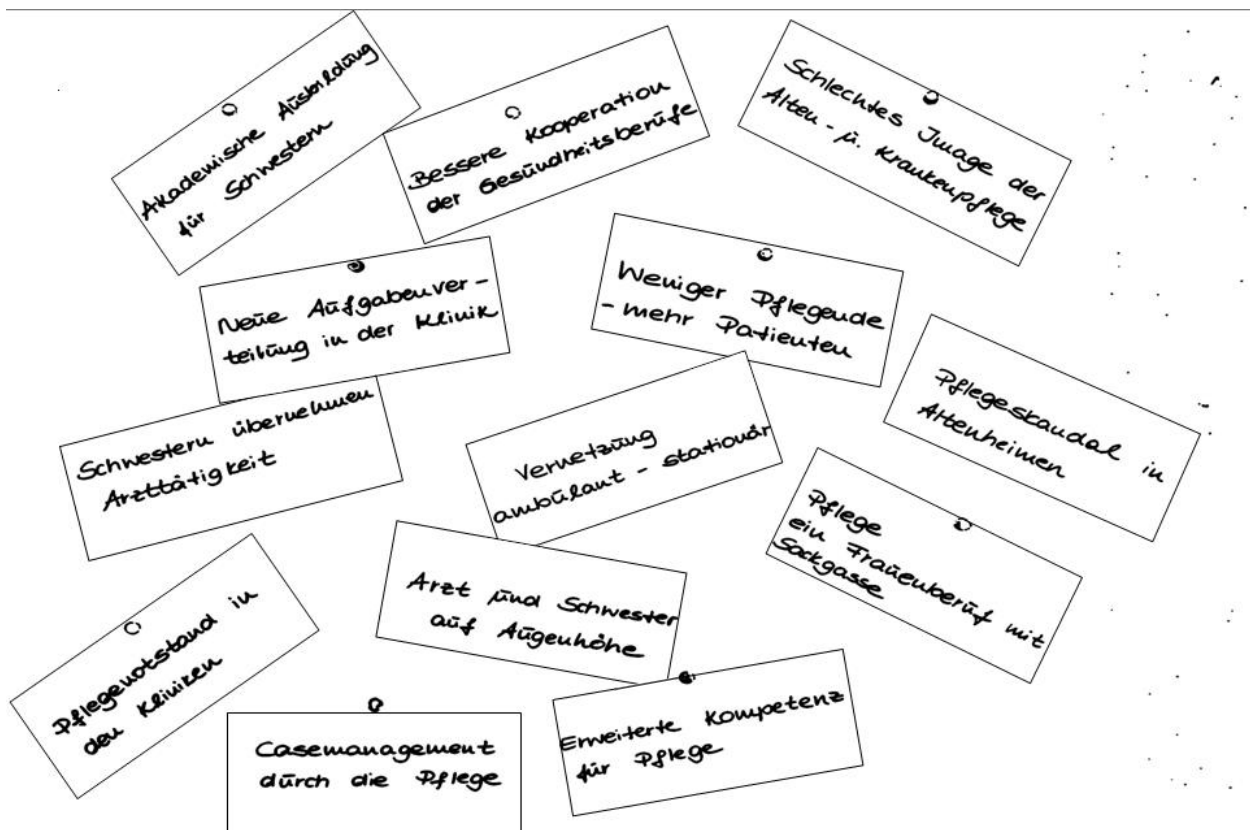 Akademische Ausbildung
für Schwestern
Bessere Kooperation
der Gesundheitsberufe
Schlechtes Image der
Alten- u. Krankenpflege
Neue Aufgabenver-
teilung in der Klinik
Weniger Pflegende
- mehr Patienten
Pflegeskandal in
Altenheimen
Schwestern übernehmen
Arzttätigkeit
Vernetzung
ambulant - stationär
Pflege
ein Frauenberuf mit
Sackgasse
Arzt und Schwester
auf Augenhöhe
Pflegenotstand in
den Kliniken
Casemanagement
durch die Pflege
Erweiterte Kompetenz
für Pflege